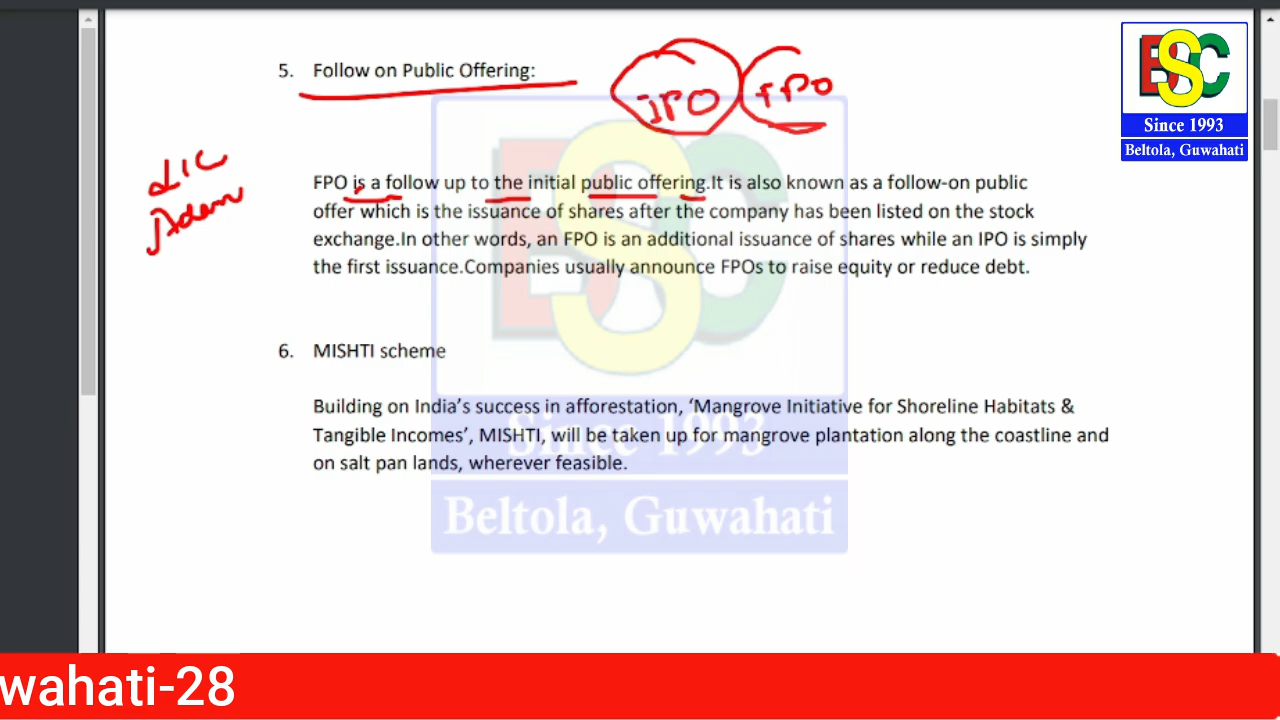 5. Follow on Public Offering:
IPO FPO
ESC
Since 1993
Beltola, Guwahati
LIC
Adam
FPO is a follow up to the initial public offering.It is also known as a follow-on public
offer which is the issuance of shares after the company has been listed on the stock
exchange.In other words, an FPO is an additional issuance of shares while an IPO is simply
the first issuance.Companies usually announce FPOs to raise equity or reduce debt.
6. MISHTI scheme
Building on India's success in afforestation, ‘Mangrove Initiative for Shoreline Habitats &
Tangible Incomes’, MISHTI, will be taken up for mangrove plantation along the coastline and
on salt pan lands, wherever feasible.
ESC
Since 1993
Beltola, Guwahati
wahati-28